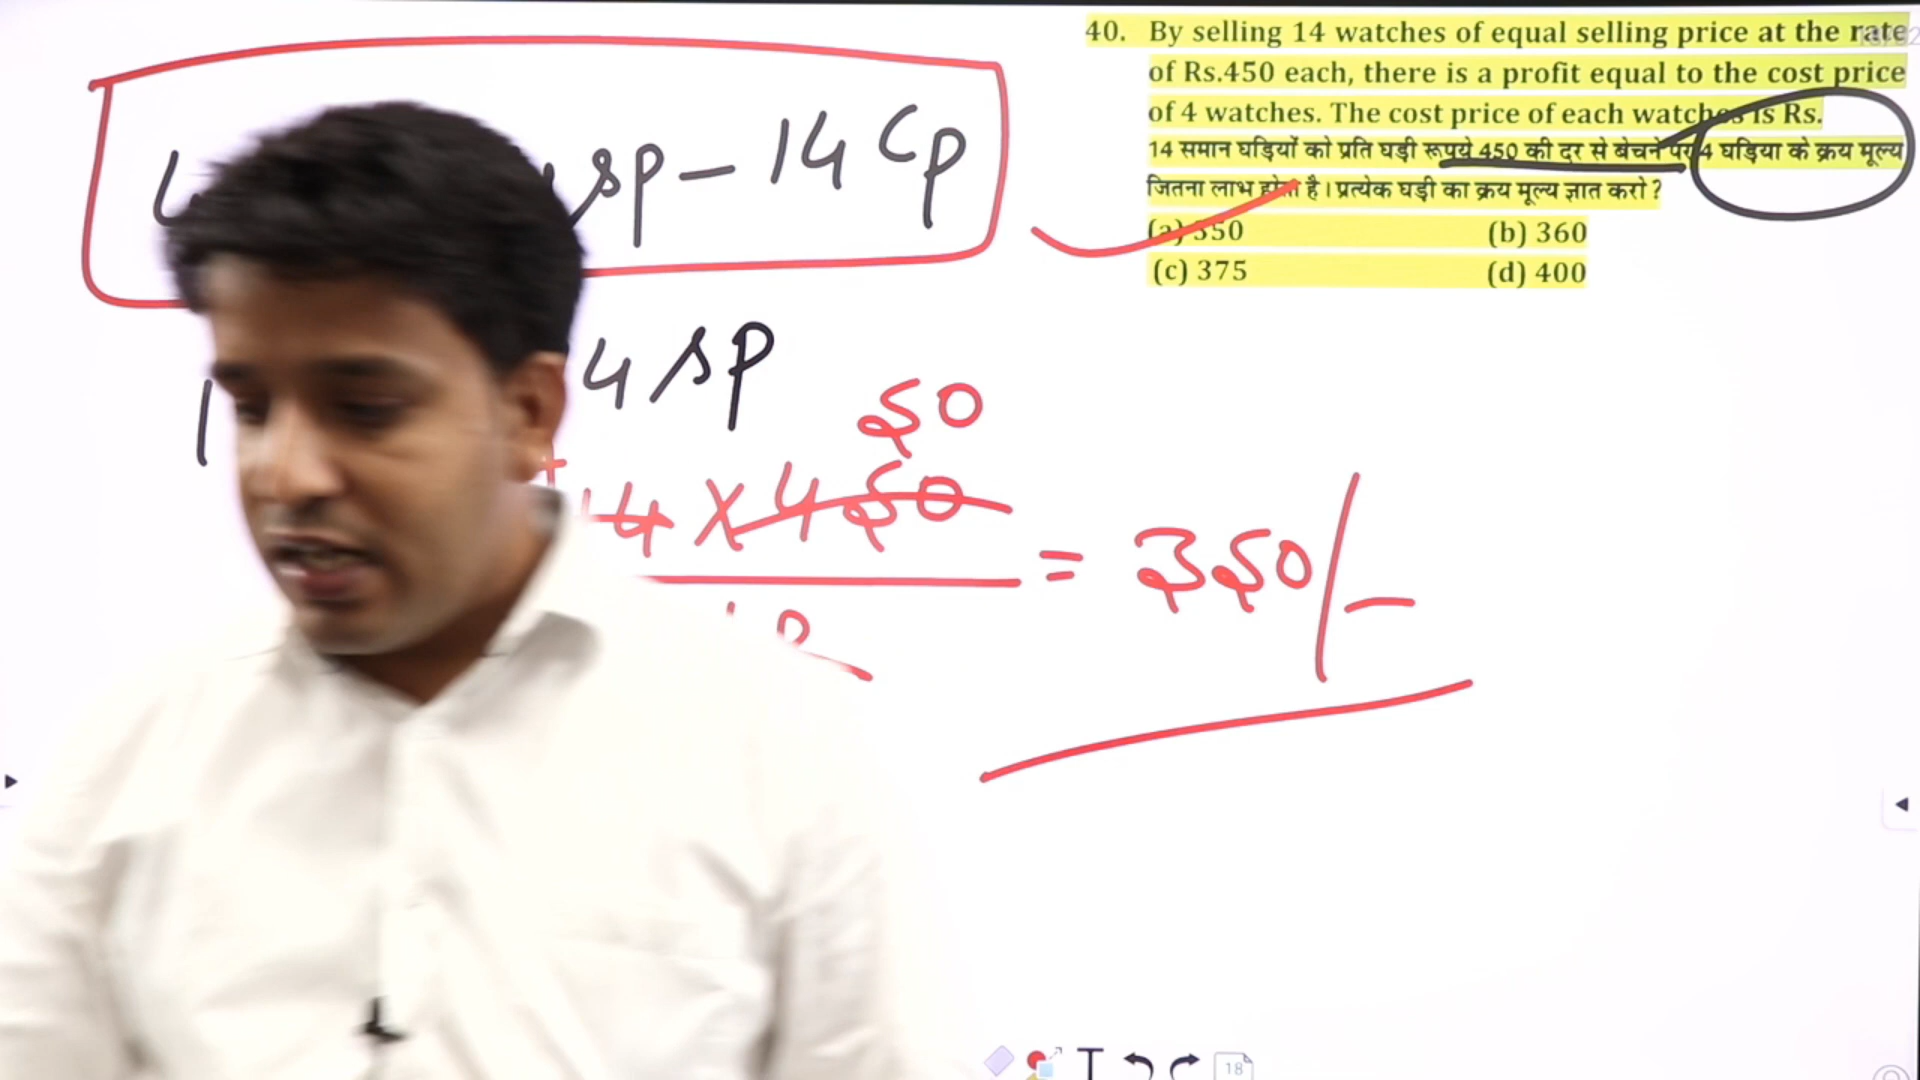 40. By selling 14 watches of equal selling price at the rate
of Rs.450 each, there is a profit equal to the cost price
of 4 watches. The cost price of each watches is Rs.
14 समान घड़ियों को प्रति घड़ी रूपये 450 की दर से बेचने पर 4 घड़िया के क्रय मूल्य
जितना लाभ होता है। प्रत्येक घड़ी का क्रय मूल्य ज्ञात करो ?
(a) 350 (b) 360
(c) 375 (d) 400
SP - 14 CP
4 SP
50
14 X 450
= 350/-
18